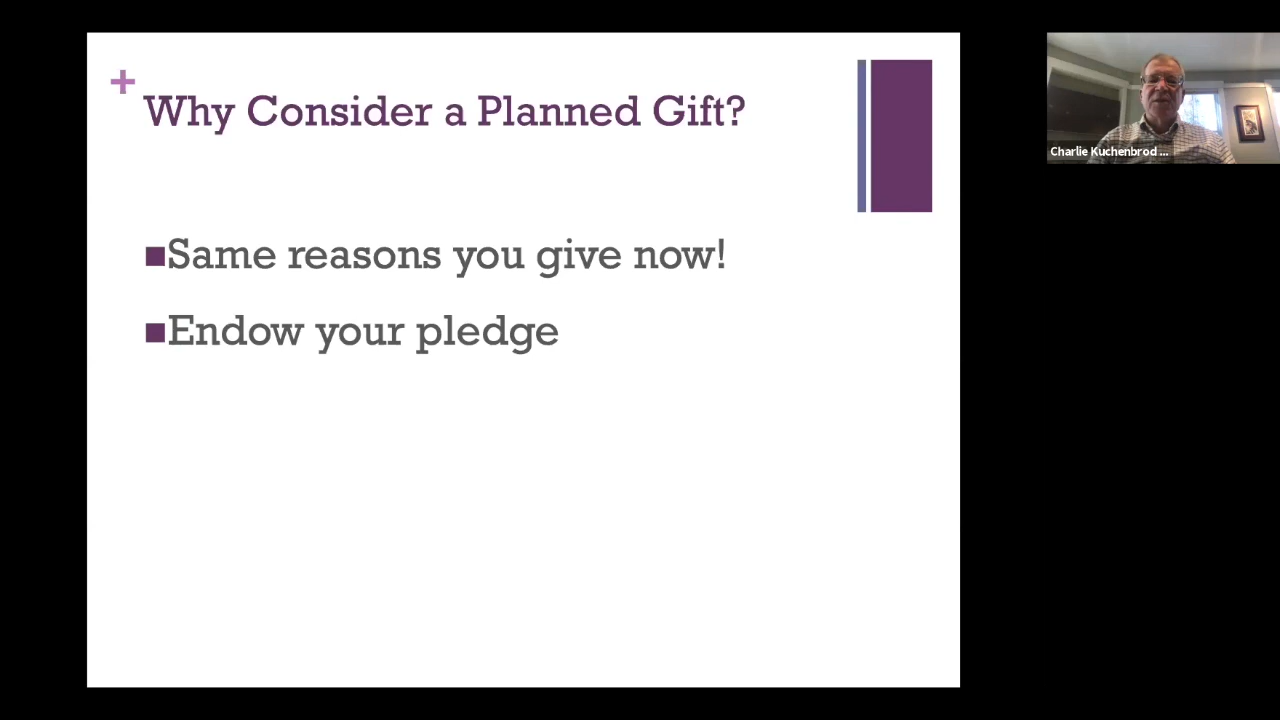 +
Why Consider a Planned Gift?
Same reasons you give now!
Endow your pledge
Charlie Kuchenbrod ...